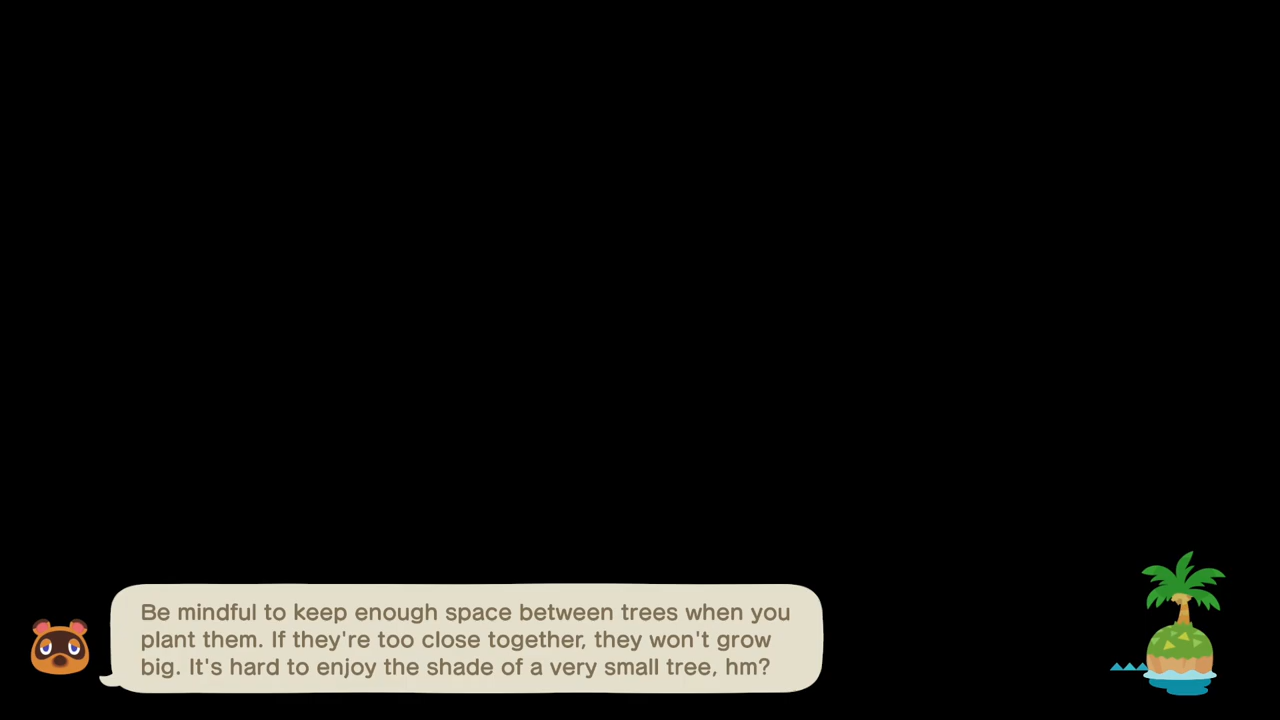 Be mindful to keep enough space between trees when you
plant them. If they're too close together, they won't grow
big. It's hard to enjoy the shade of a very small tree, hm?